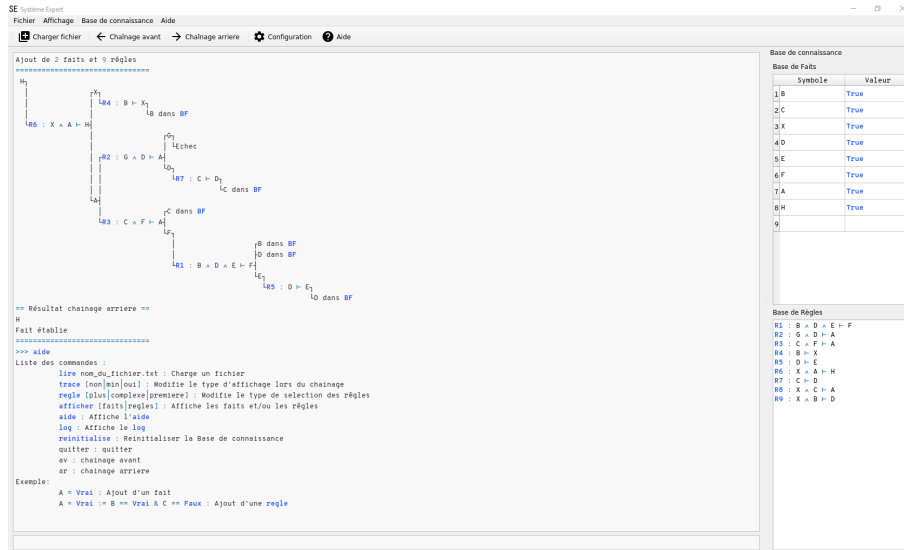 SE Système Expert
Fichier Affichage Base de connaissance Aide
Charger fichier Chaînage avant Chaînage arriere Configuration Aide
Ajout de 2 faits et 9 règles
===============================
H
X
R4 : B ⊢ X
B dans BF
R6 : X ∧ A ⊢ H
G
Echec
R2 : G ∧ D ⊢ A
D
R7 : C ⊢ D
C dans BF
A
C dans BF
R3 : C ∧ F ⊢ A
F
B dans BF
D dans BF
R1 : B ∧ D ∧ E ⊢ F
E
R5 : D ⊢ E
D dans BF
== Résultat chainage arriere ==
H
Fait établie
===============================
>>> aide
Liste des commandes :
lire nom_du_fichier.txt : Charge un fichier
trace [non|min|oui] : Modifie le type d'affichage lors du chainage
regle [plus|complexe|premiere] : Modifie le type de selection des règles
afficher [faits|regles] : Affiche les faits et/ou les règles
aide : Affiche l'aide
log : Affiche le log
reinitialise : Reinitialiser la Base de connaissance
quitter : quitter
av : chainage avant
ar : chainage arriere
Exemple:
A = Vrai : Ajout d'un fait
A = Vrai := B == Vrai & C == Faux : Ajout d'une regle
Base de connaissance
Base de Faits
Symbole Valeur
1 B True
2 C True
3 X True
4 D True
5 E True
6 F True
7 A True
8 H True
9
Base de Règles
R1 : B ∧ D ∧ E ⊢ F
R2 : G ∧ D ⊢ A
R3 : C ∧ F ⊢ A
R4 : B ⊢ X
R5 : D ⊢ E
R6 : X ∧ A ⊢ H
R7 : C ⊢ D
R8 : X ∧ C ⊢ A
R9 : X ∧ B ⊢ D